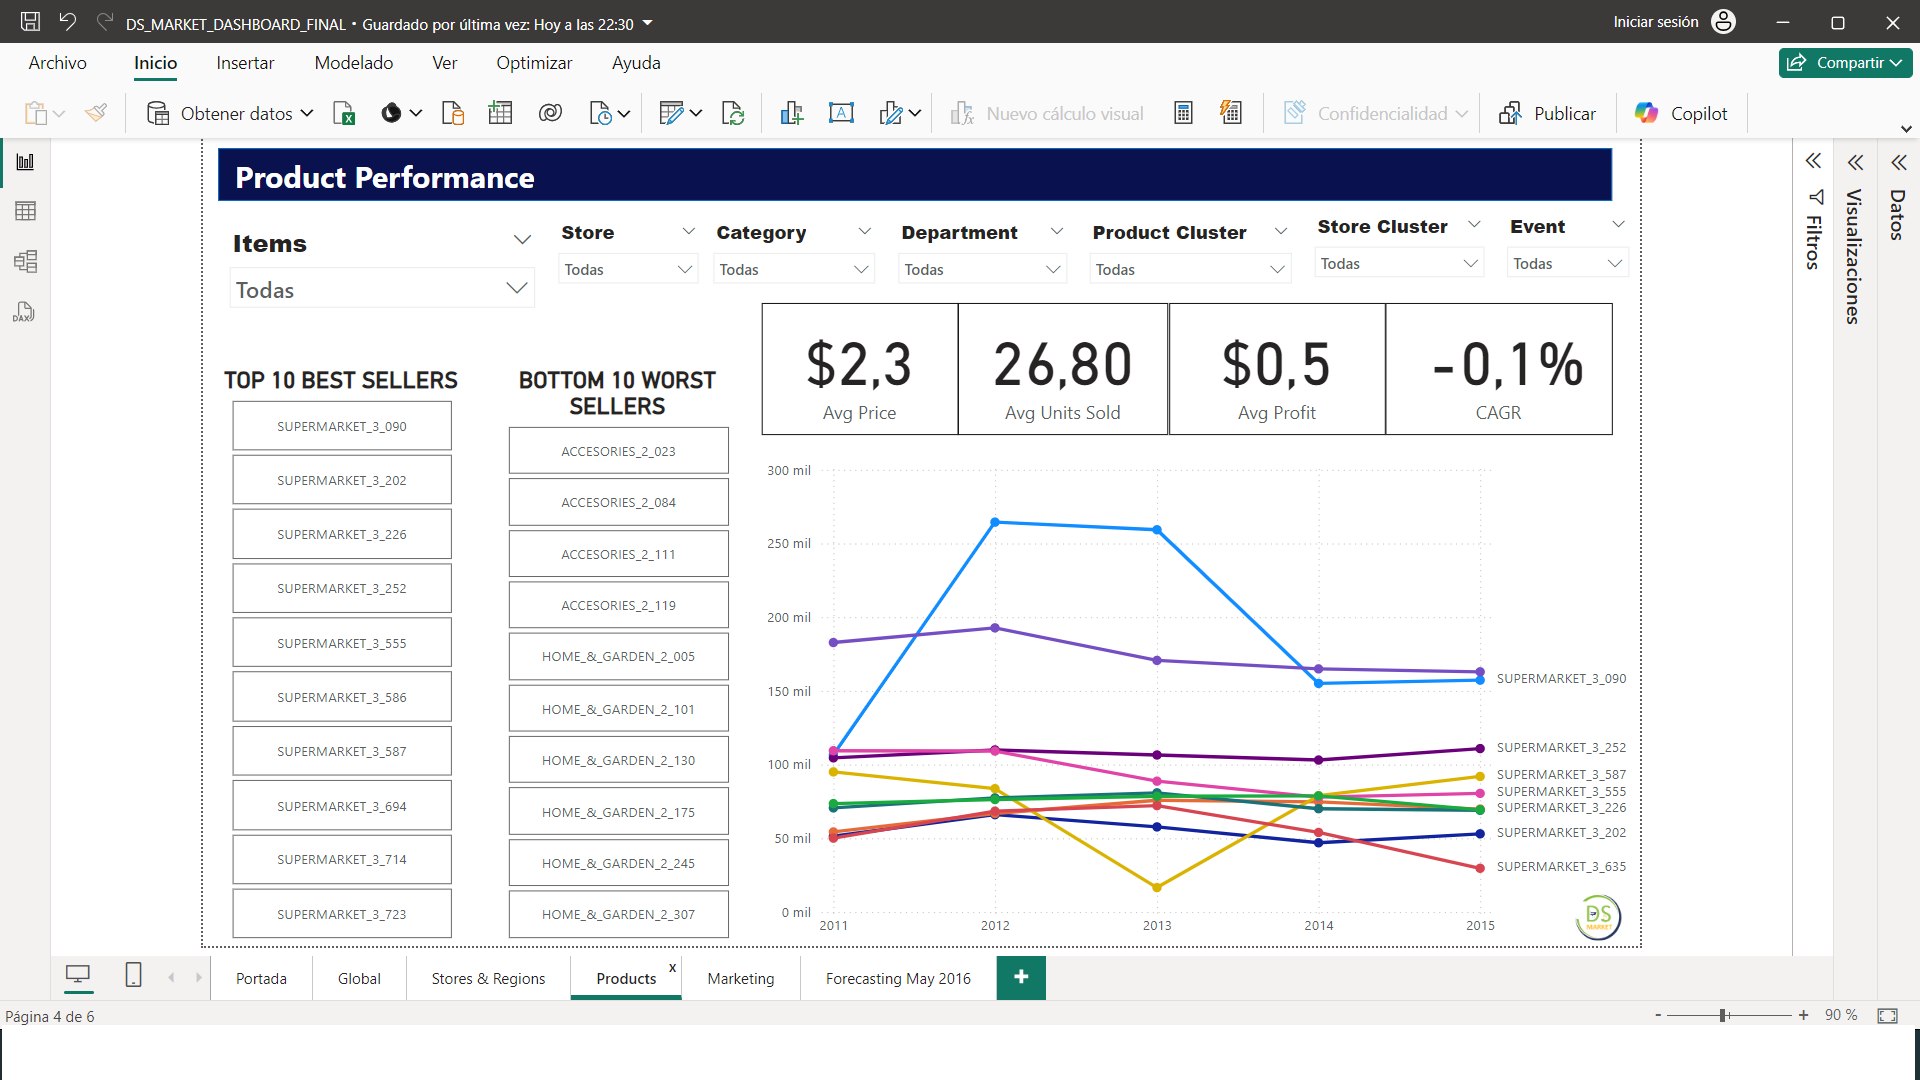 DS_MARKET_DASHBOARD_FINAL • Guardado por última vez: Hoy a las 22:30
Iniciar sesión
Archivo
Inicio
Insertar
Modelado
Ver
Optimizar
Ayuda
Compartir
Obtener datos
Nuevo cálculo visual
Confidencialidad
Publicar
Copilot
DAX
Product Performance
Items
Todas
Store
Todas
Category
Todas
Department
Todas
Product Cluster
Todas
Store Cluster
Todas
Event
Todas
Filtros
Visualizaciones
Datos
$2,3
Avg Price
26,80
Avg Units Sold
$0,5
Avg Profit
-0,1%
CAGR
TOP 10 BEST SELLERS
SUPERMARKET_3_090
SUPERMARKET_3_202
SUPERMARKET_3_226
SUPERMARKET_3_252
SUPERMARKET_3_555
SUPERMARKET_3_586
SUPERMARKET_3_587
SUPERMARKET_3_694
SUPERMARKET_3_714
SUPERMARKET_3_723
BOTTOM 10 WORST
SELLERS
ACCESORIES_2_023
ACCESORIES_2_084
ACCESORIES_2_111
ACCESORIES_2_119
HOME_&_GARDEN_2_005
HOME_&_GARDEN_2_101
HOME_&_GARDEN_2_130
HOME_&_GARDEN_2_175
HOME_&_GARDEN_2_245
HOME_&_GARDEN_2_307
300 mil
250 mil
200 mil
150 mil
100 mil
50 mil
0 mil
2011
2012
2013
2014
2015
SUPERMARKET_3_090
SUPERMARKET_3_252
SUPERMARKET_3_587
SUPERMARKET_3_555
SUPERMARKET_3_226
SUPERMARKET_3_202
SUPERMARKET_3_635
DS
MARKET
Portada
Global
Stores & Regions
Products
x
Marketing
Forecasting May 2016
+
Página 4 de 6
- + 90 %